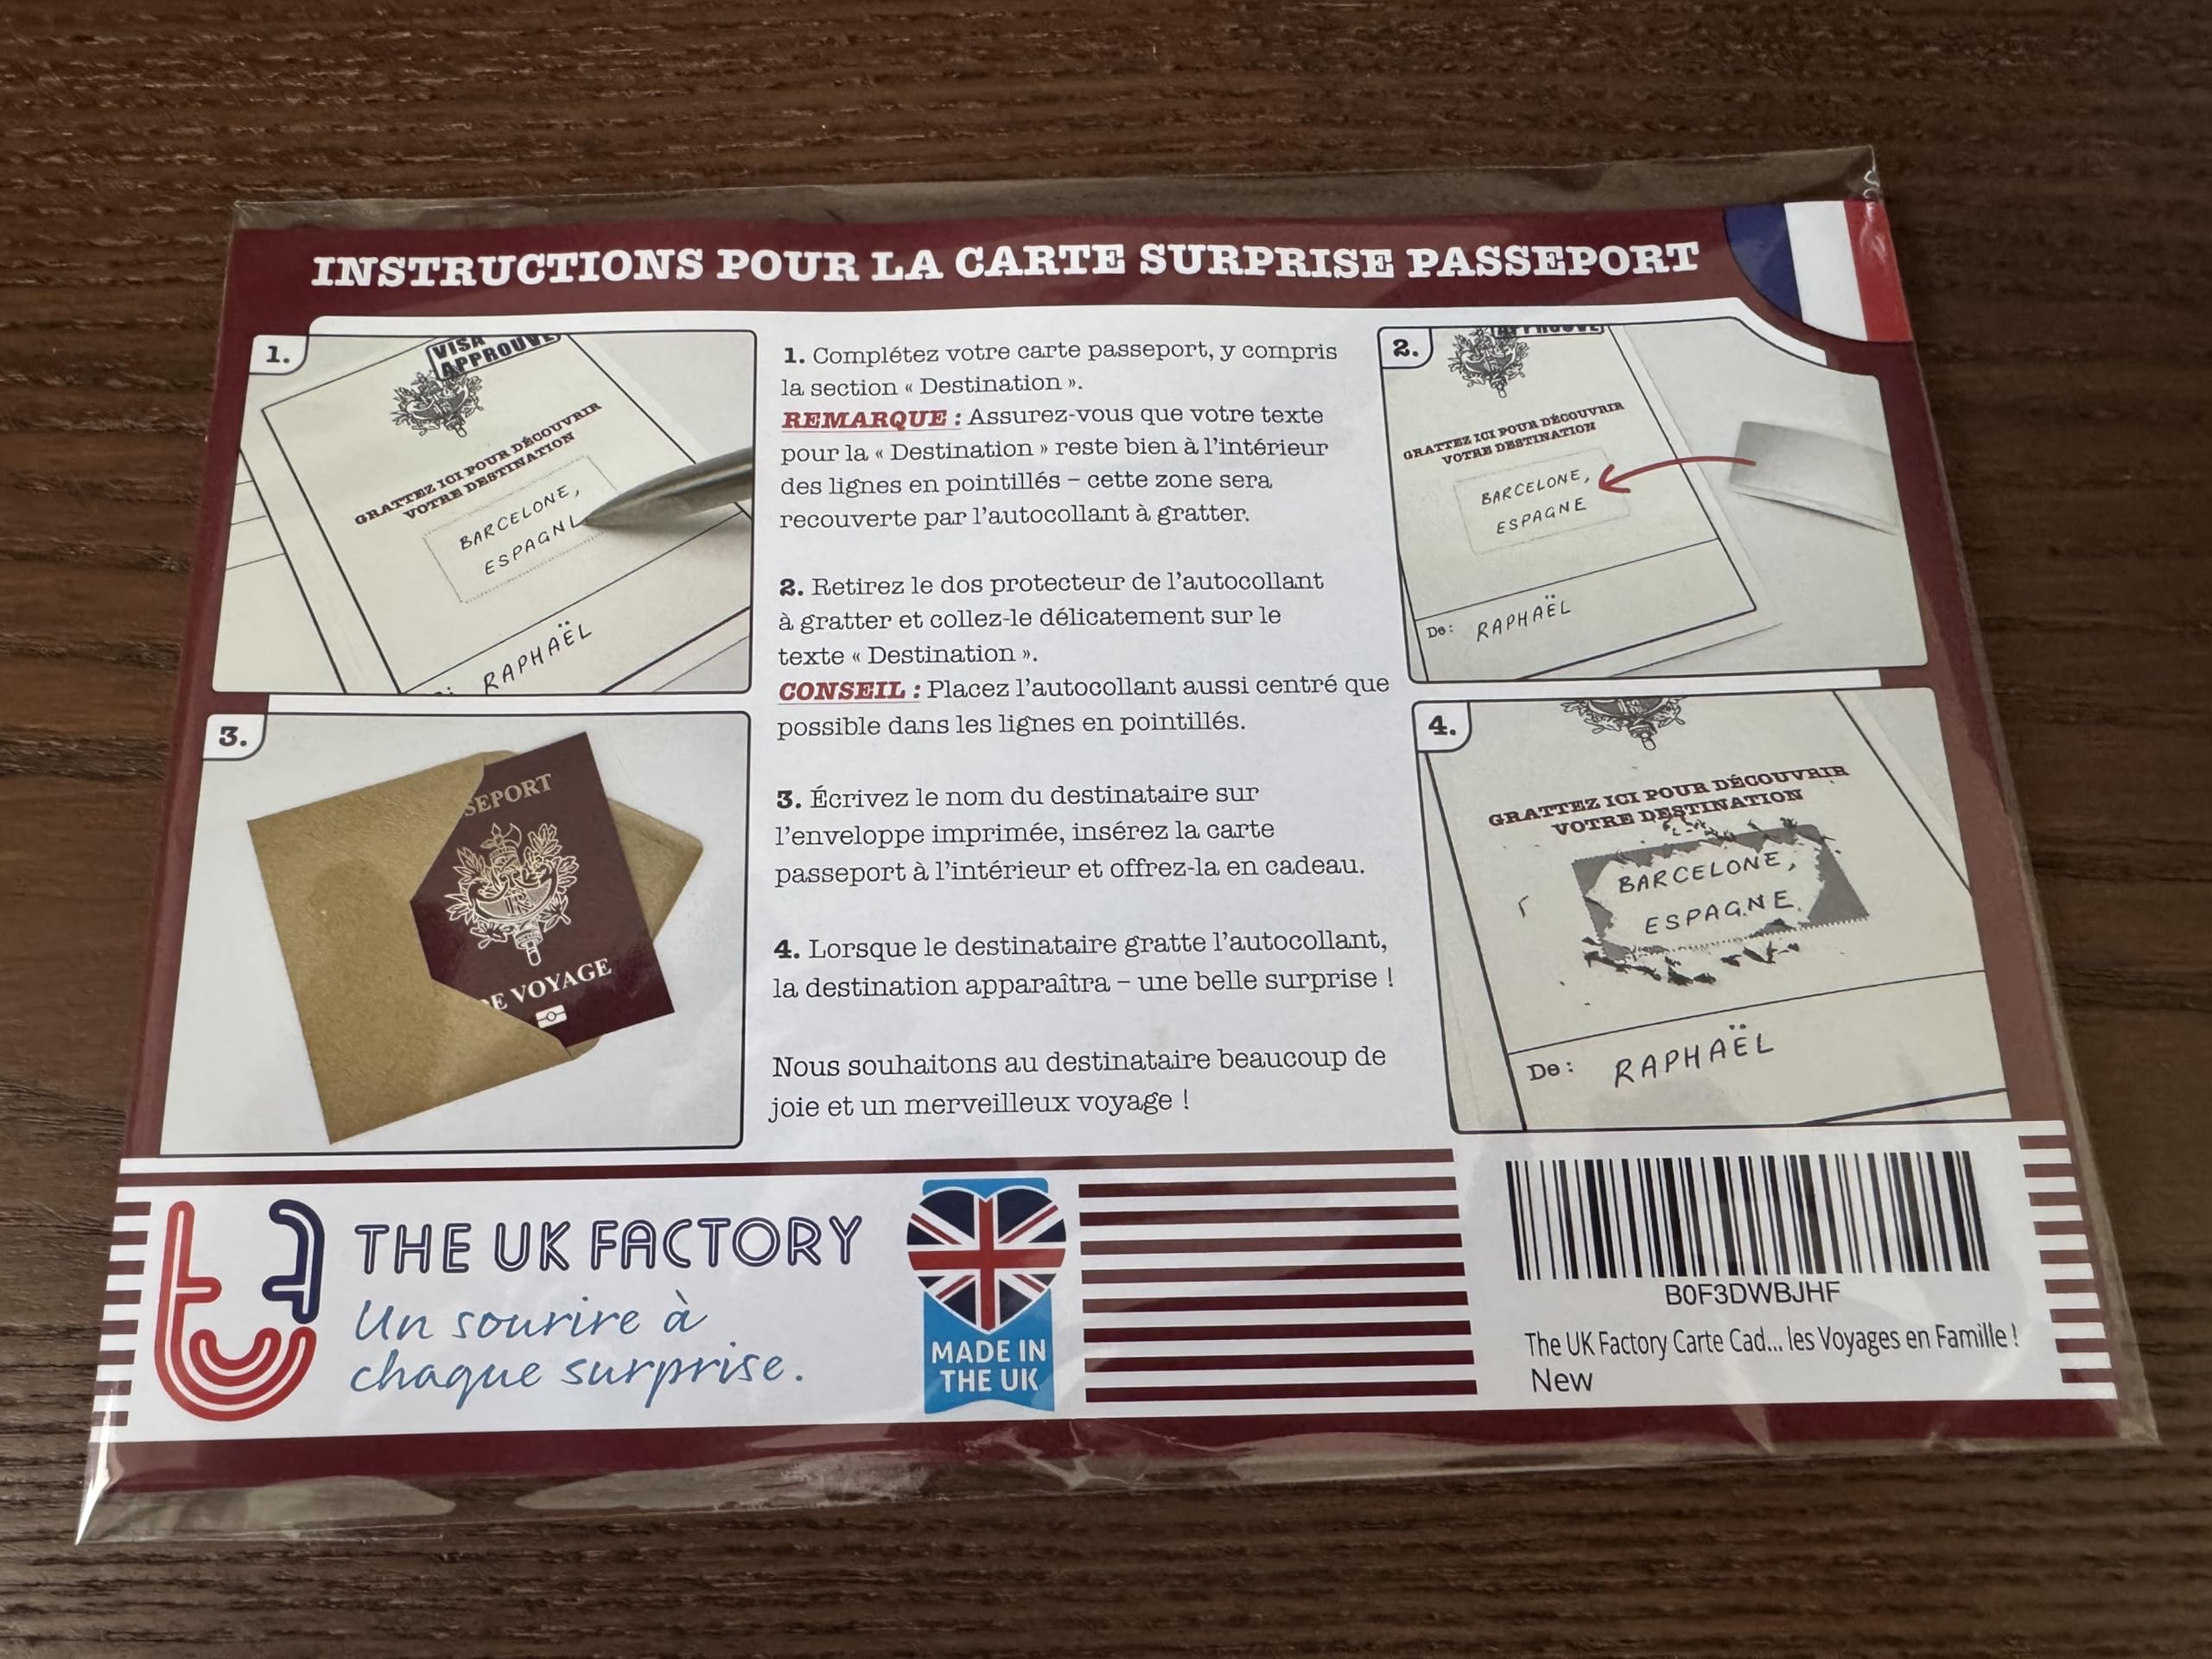 INSTRUCTIONS POUR LA CARTE SURPRISE PASSEPORT
1.
VISA
APPROUVÉ
GRATTEZ ICI POUR DÉCOUVRIR
VOTRE DESTINATION
BARCELONE,
ESPAGN
RAPHAËL
1. Complétez votre carte passeport, y compris
la section « Destination ».
REMARQUE : Assurez-vous que votre texte
pour la « Destination » reste bien à l'intérieur
des lignes en pointillés – cette zone sera
recouverte par l'autocollant à gratter.
2. Retirez le dos protecteur de l'autocollant
à gratter et collez-le délicatement sur le
texte « Destination ».
CONSEIL : Placez l'autocollant aussi centré que
possible dans les lignes en pointillés.
3. Écrivez le nom du destinataire sur
l'enveloppe imprimée, insérez la carte
passeport à l'intérieur et offrez-la en cadeau.
4. Lorsque le destinataire gratte l'autocollant,
la destination apparaîtra – une belle surprise !
Nous souhaitons au destinataire beaucoup de
joie et un merveilleux voyage !
2.
GRATTEZ ICI POUR DÉCOUVRIR
VOTRE DESTINATION
BARCELONE,
ESPAGNE
De: RAPHAËL
3.
SEPORT
RF
DE VOYAGE
4.
GRATTEZ ICI POUR DÉCOUVRIR
VOTRE DESTINATION
BARCELONE,
ESPAGNE
De: RAPHAËL
THE UK FACTORY
Un sourire à
chaque surprise.
MADE IN
THE UK
B0F3DWBJHF
The UK Factory Carte Cad... les Voyages en Famille !
New